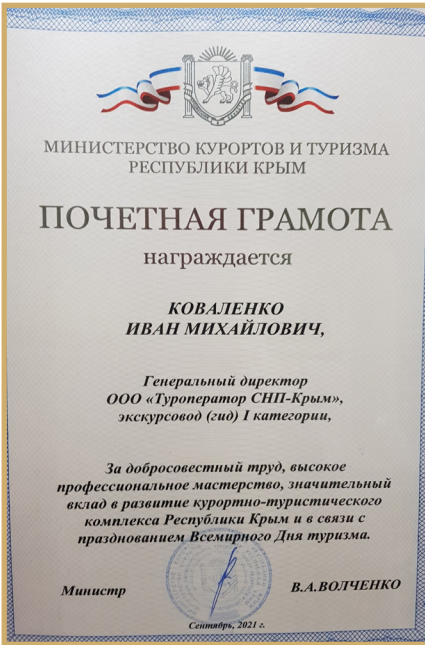 МИНИСТЕРСТВО КУРОРТОВ И ТУРИЗМА
РЕСПУБЛИКИ КРЫМ
ПОЧЕТНАЯ ГРАМОТА
награждается
КОВАЛЕНКО
ИВАН МИХАЙЛОВИЧ,
Генеральный директор
ООО «Туроператор СНП-Крым»,
экскурсовод (гид) I категории,
За добросовестный труд, высокое
профессиональное мастерство, значительный
вклад в развитие курортно-туристического
комплекса Республики Крым и в связи с
празднованием Всемирного Дня туризма.
Министр В.А.ВОЛЧЕНКО
Сентябрь, 2021 г.